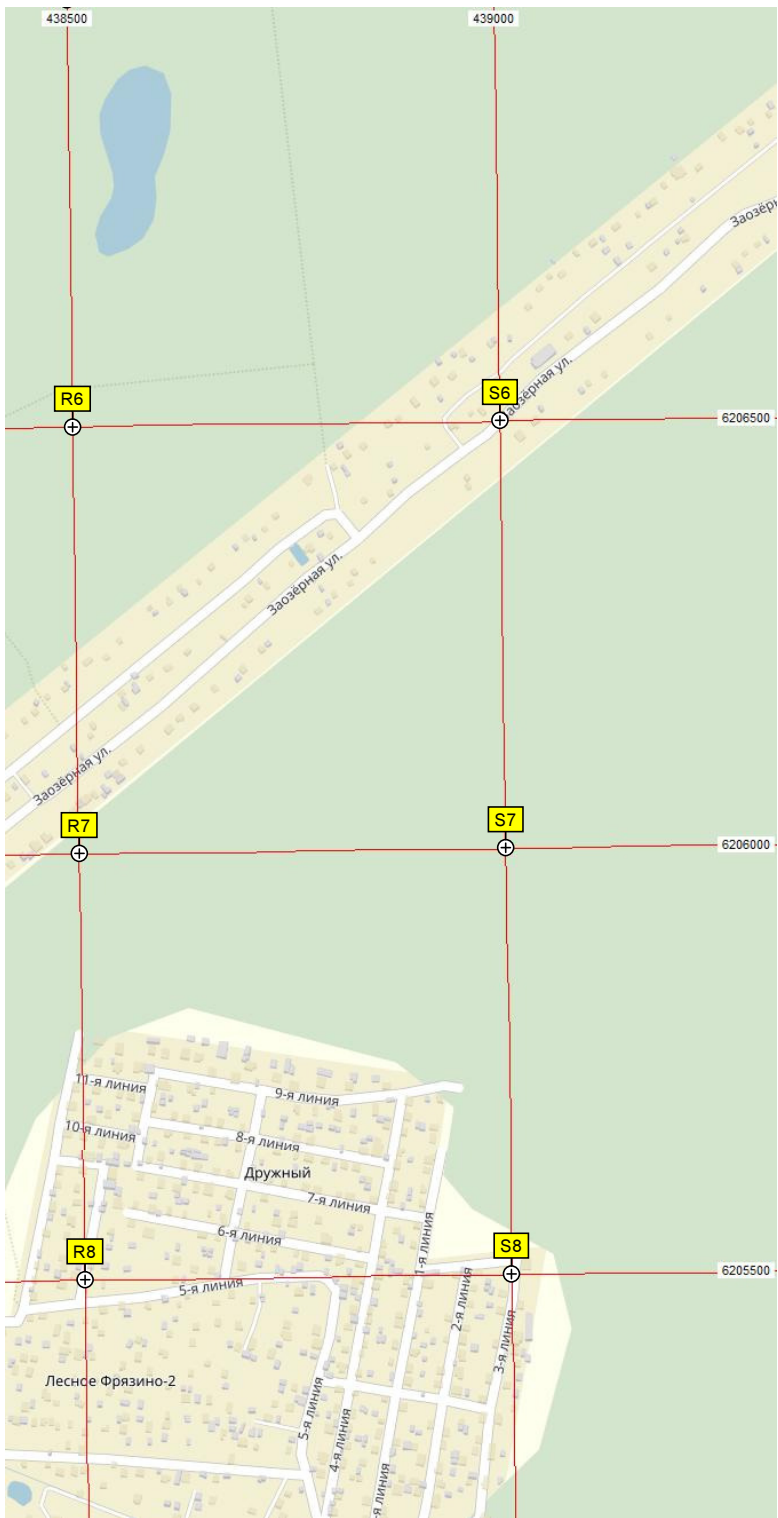 438500
439000
Заозёрн
R6
S6
Заозёрная ул.
6206500
Заозёрная ул.
Заозёрная ул.
R7
S7
6206000
11-я линия
9-я линия
10-я линия
8-я линия
Дружный
7-я линия
6-я линия
1-я линия
R8
S8
6205500
5-я линия
2-я линия
3-я линия
Лесное Фрязино-2
5-я линия
4-я линия
-я линия